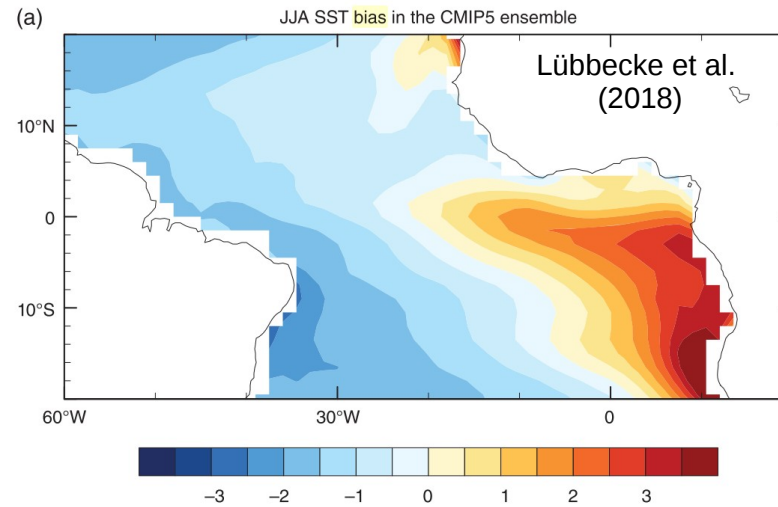 (a)
JJA SST bias in the CMIP5 ensemble
Lübbecke et al.
(2018)
10°N
0
10°S
60°W 30°W 0
−3 −2 −1 0 1 2 3